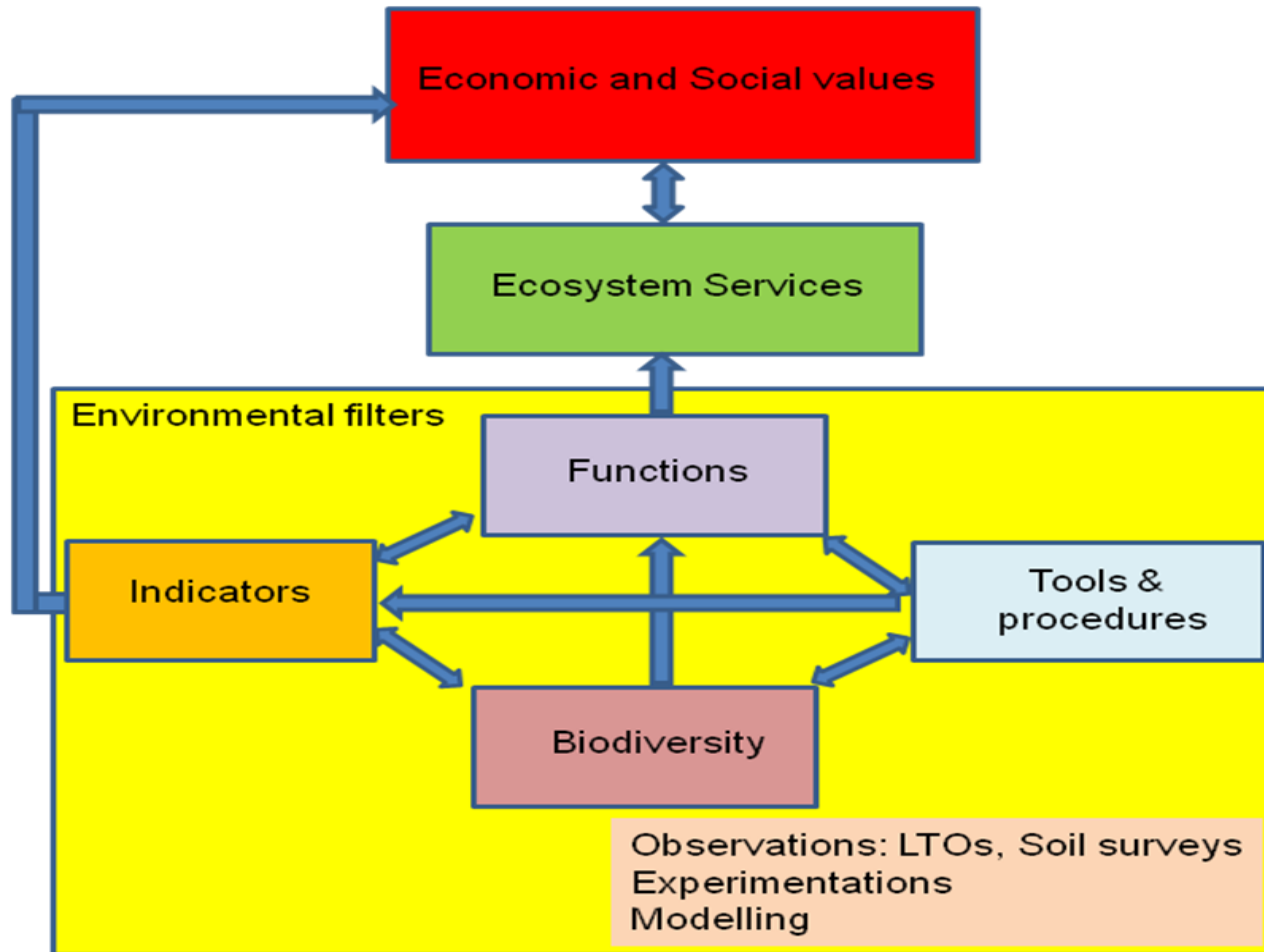 Economic and Social values
Ecosystem Services
Environmental filters
Functions
Indicators
Tools &
procedures
Biodiversity
Observations: LTOs, Soil surveys
Experimentations
Modelling